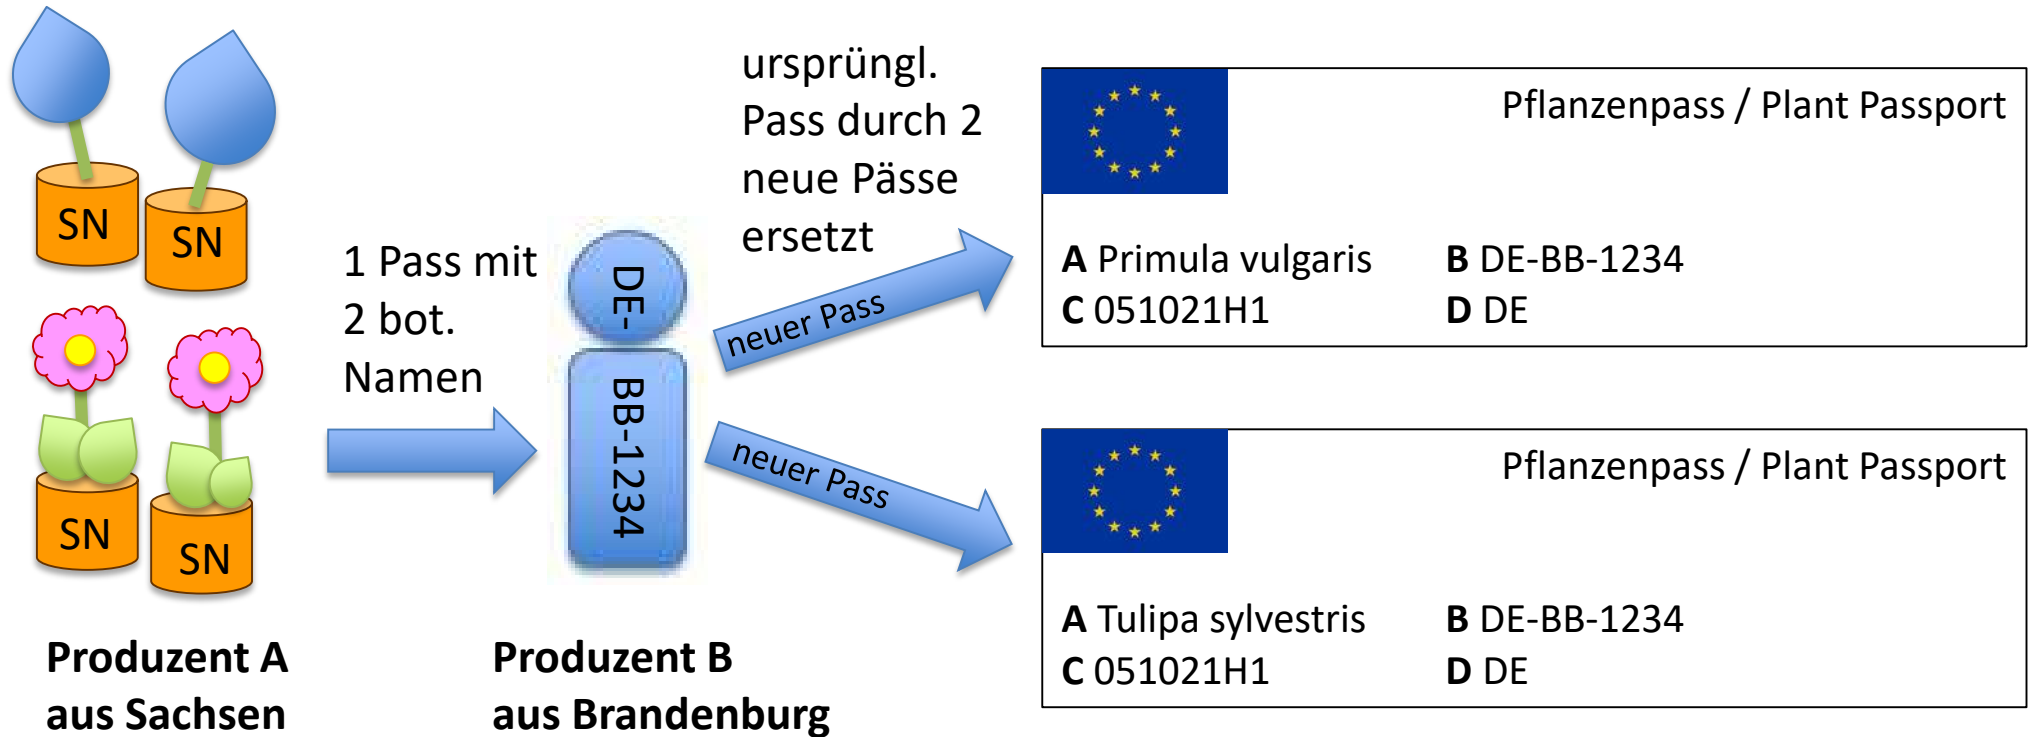 SN
SN
SN
SN
Produzent A
aus Sachsen
1 Pass mit
2 bot.
Namen
DE-
BB-1234
Produzent B
aus Brandenburg
ursprüngl.
Pass durch 2
neue Pässe
ersetzt
neuer Pass
neuer Pass
Pflanzenpass / Plant Passport
A Primula vulgaris B DE-BB-1234
C 051021H1 D DE
Pflanzenpass / Plant Passport
A Tulipa sylvestris B DE-BB-1234
C 051021H1 D DE